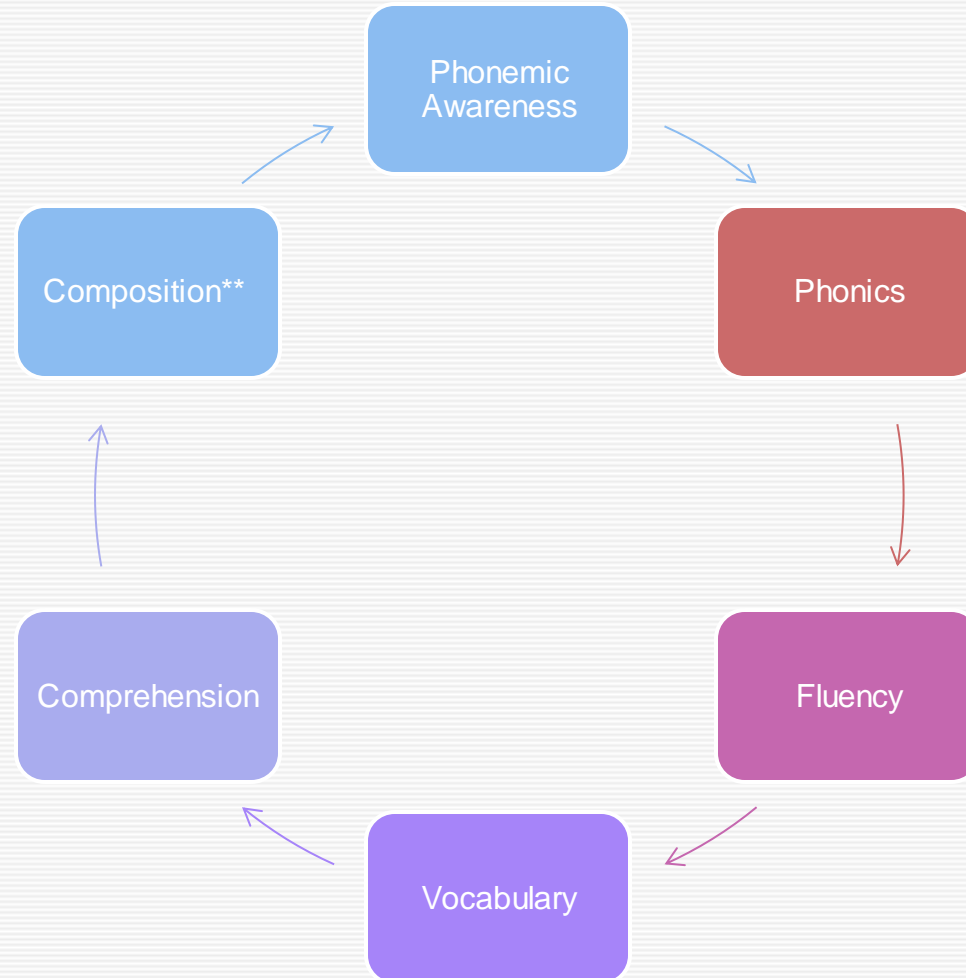 Phonemic
Awareness
Phonics
Fluency
Vocabulary
Comprehension
Composition**